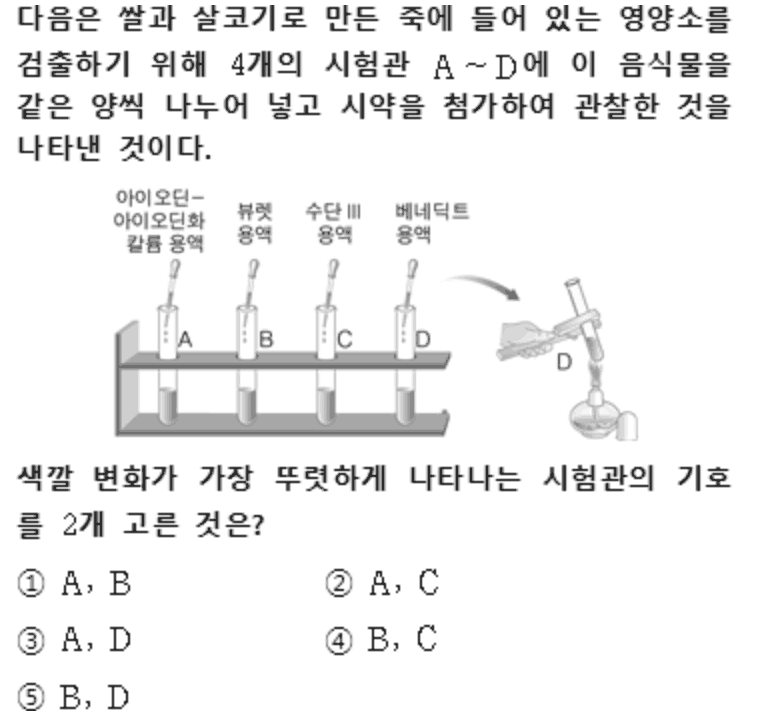 다음은 쌀과 살코기로 만든 죽에 들어 있는 영양소를
검출하기 위해 4개의 시험관 A ~ D에 이 음식물을
같은 양씩 나누어 넣고 시약을 첨가하여 관찰한 것을
나타낸 것이다.
아이오딘-
아이오딘화
칼륨 용액
뷰렛
용액
수단 III
용액
베네딕트
용액
A
B
C
D
D
색깔 변화가 가장 뚜렷하게 나타나는 시험관의 기호
를 2개 고른 것은?
① A, B
② A, C
③ A, D
④ B, C
⑤ B, D